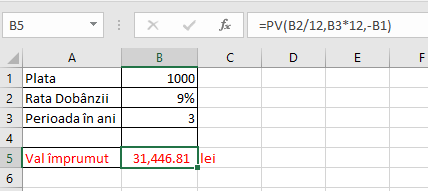 B5 =PV(B2/12,B3*12,-B1)
A B C D E F
1 Plata 1000
2 Rata Dobânzii 9%
3 Perioada în ani 3
4
5 Val împrumut 31,446.81 lei
6